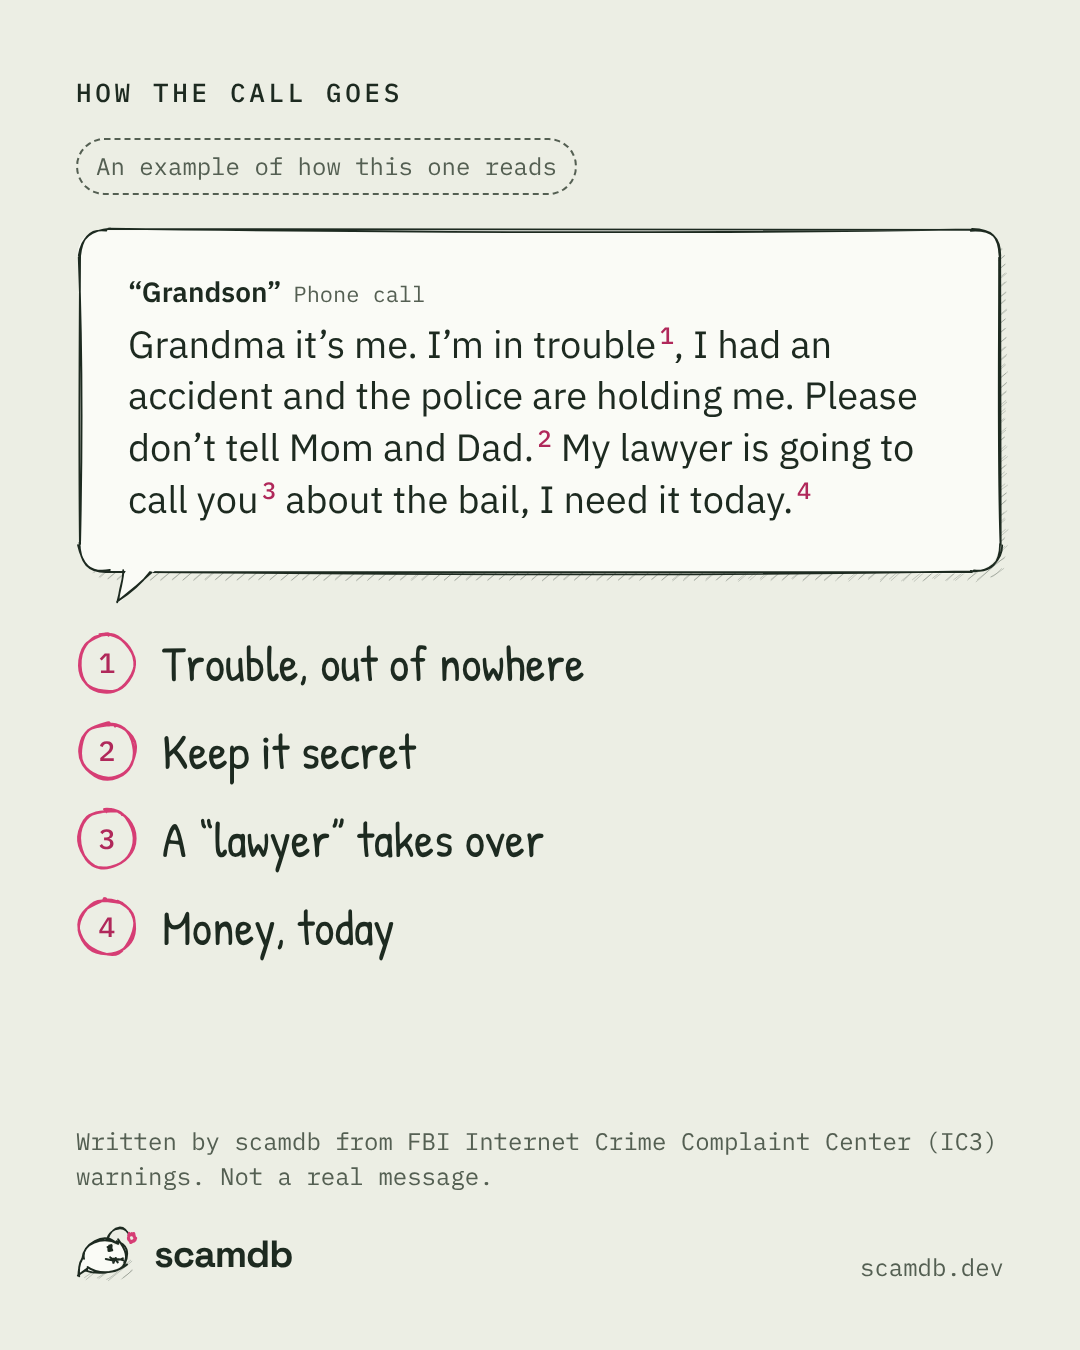 HOW THE CALL GOES
An example of how this one reads
“Grandson” Phone call
Grandma it’s me. I’m in trouble1, I had an
accident and the police are holding me. Please
don’t tell Mom and Dad.2 My lawyer is going to
call you3 about the bail, I need it today.4
1 Trouble, out of nowhere
2 Keep it secret
3 A “lawyer” takes over
4 Money, today
Written by scamdb from FBI Internet Crime Complaint Center (IC3)
warnings. Not a real message.
scamdb
scamdb.dev